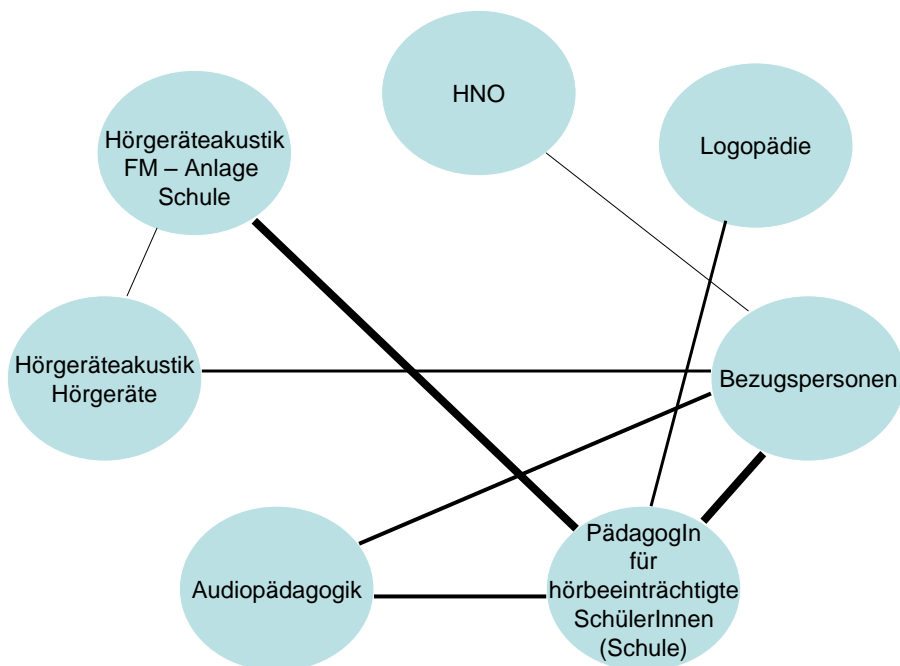 HNO
Logopädie
Hörgeräteakustik
FM – Anlage
Schule
Hörgeräteakustik
Hörgeräte
Bezugspersonen
Audiopädagogik
PädagogIn
für
hörbeeinträchtigte
SchülerInnen
(Schule)